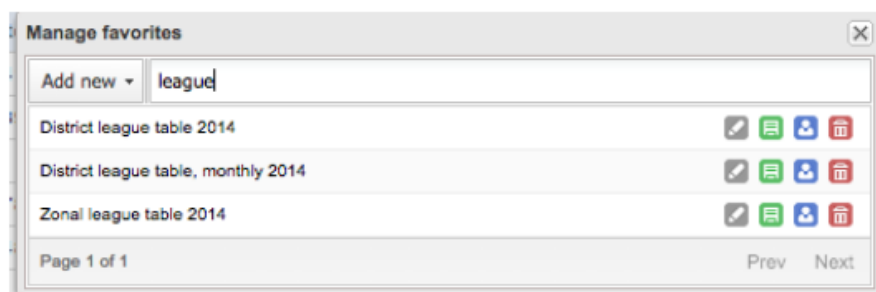 Manage favorites
Add new league
District league table 2014
District league table, monthly 2014
Zonal league table 2014
Page 1 of 1 Prev Next